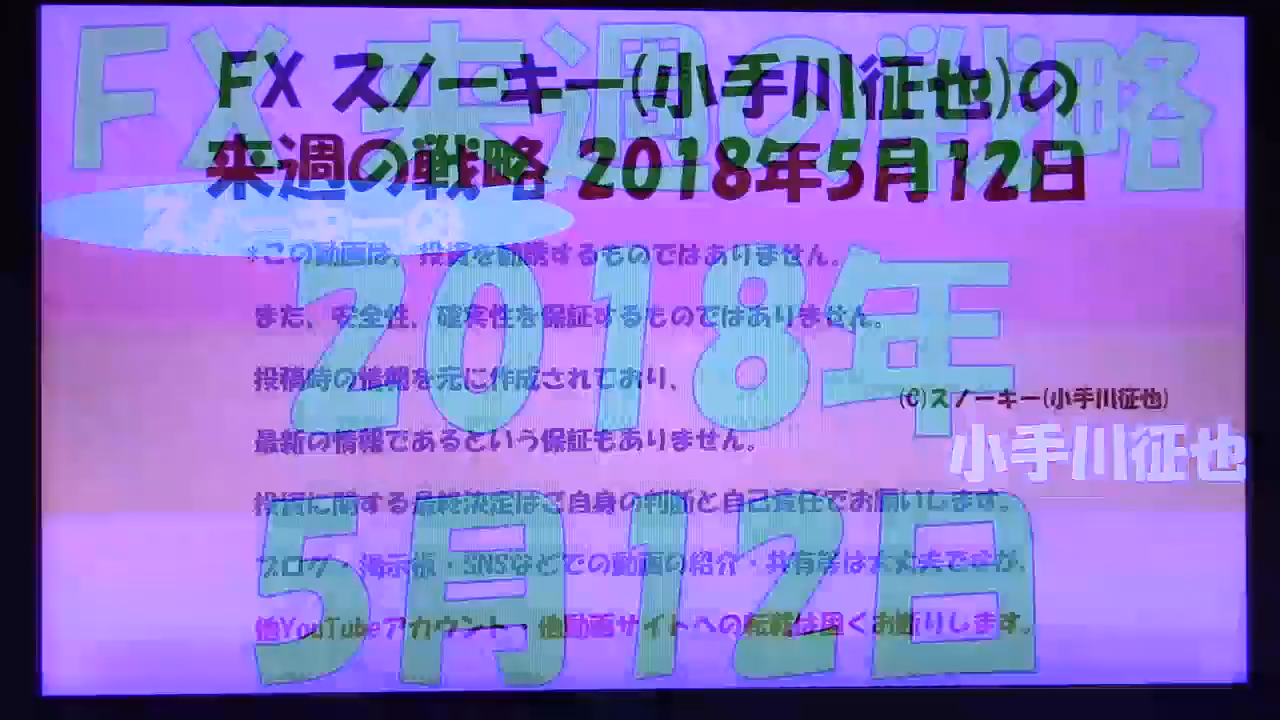 FX 来週の戦略
FX スノーキー(小手川征也)の
来週の戦略 2018年5月12日
スノーキーの
*この動画は、投資を勧誘するものではありません。
また、安全性、確実性を保証するものではありません。
2018年
投稿時の情報を元に作成されており、
(C)スノーキー(小手川征也)
最新の情報であるという保証もありません。
小手川征也
投資に関する最終決定はご自身の判断と自己責任でお願いします。
5月12日
ブログ・掲示板・SNSなどでの動画の紹介・共有等は大丈夫ですが、
他YouTubeアカウント・他動画サイトへの転載は固くお断りします。